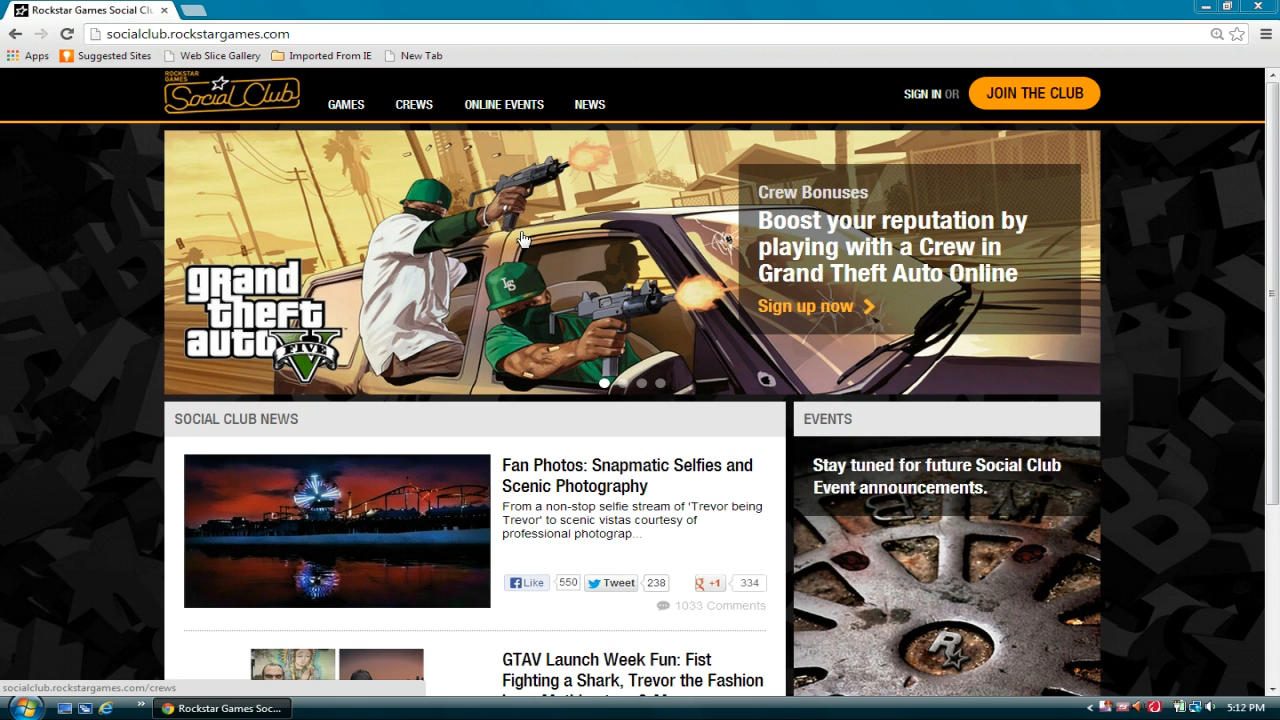 Rockstar Games Social Clu
socialclub.rockstargames.com
Apps
Suggested Sites
Web Slice Gallery
Imported From IE
New Tab
ROCKSTAR
GAMES
Social Club
GAMES
CREWS
ONLINE EVENTS
NEWS
SIGN IN OR
JOIN THE CLUB
Crew Bonuses
Boost your reputation by
playing with a Crew in
Grand Theft Auto Online
Sign up now
LS
grand
theft
auto
FIVE
SOCIAL CLUB NEWS
EVENTS
Fan Photos: Snapmatic Selfies and
Scenic Photography
From a non-stop selfie stream of 'Trevor being
Trevor' to scenic vistas courtesy of
professional photograp...
Like
550
Tweet
238
+1
334
1033 Comments
Stay tuned for future Social Club
Event announcements.
R
GTAV Launch Week Fun: Fist
Fighting a Shark, Trevor the Fashion
socialclub.rockstargames.com/crews
Rockstar Games Soc...
5:12 PM